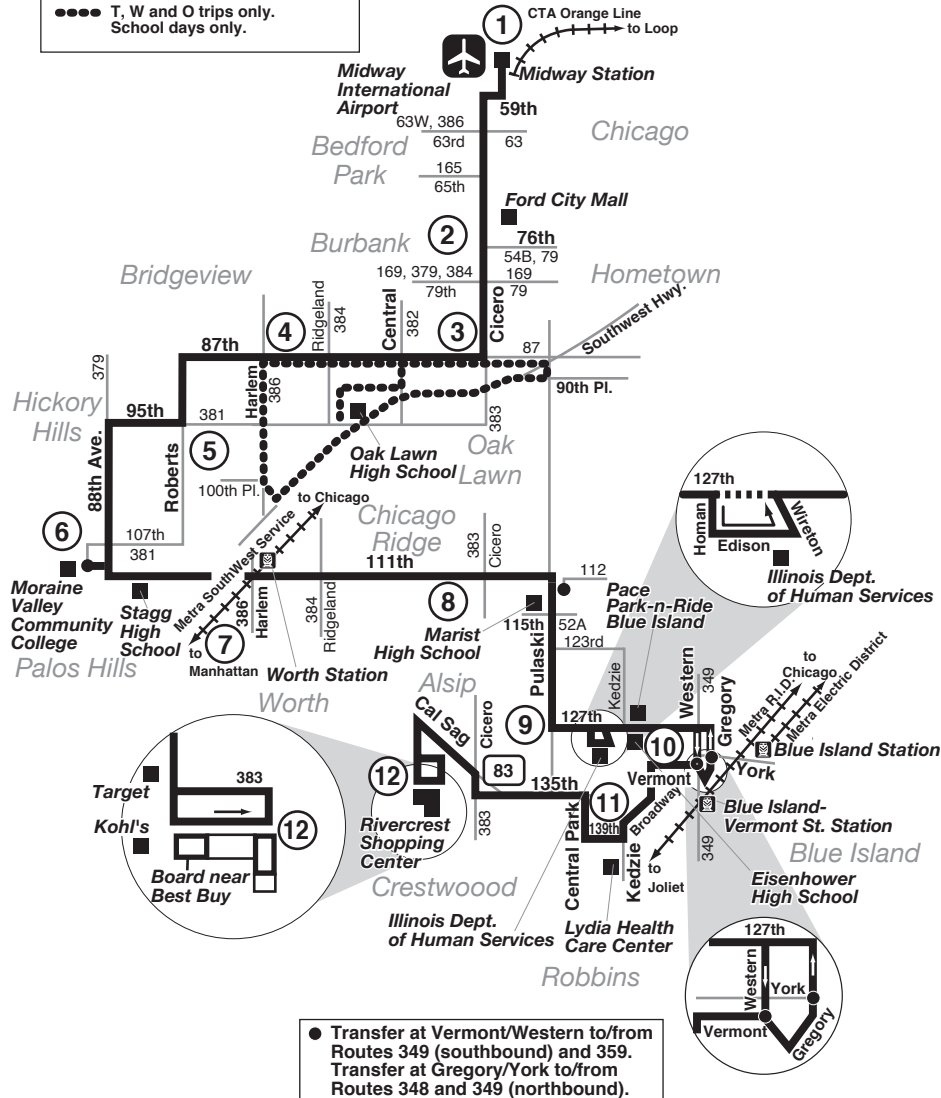 T, W and O trips only.
School days only.
1
CTA Orange Line
to Loop
Midway
International
Airport
Midway Station
59th
63W, 386
63rd
63
Chicago
Bedford
Park
165
65th
Ford City Mall
Burbank
2
76th
54B, 79
169, 379, 384
79th
169
79
Hometown
Bridgeview
4
Ridgeland
384
Central
382
3
Cicero
Southwest Hwy.
87th
87
379
Harlem
386
90th Pl.
Hickory
Hills
95th
381
383
Oak
Lawn
88th Ave.
Roberts
5
Oak Lawn
High School
100th Pl.
to Chicago
6
107th
381
Metra SouthWest Service
Chicago
Ridge
383
Cicero
111th
112
Moraine
Valley
Community
College
Stagg
High
School
386
Harlem
384
Ridgeland
8
Marist
High School
115th
52A
123rd
Pace
Park-n-Ride
Blue Island
7
to
Manhattan
Worth Station
Palos Hills
Worth
Pulaski
Kedzie
Western
349
Gregory
127th
Homan
Edison
Wireton
Illinois Dept.
of Human Services
to
Chicago
Metra R.I.D.
Metra Electric District
Alsip
Cal Sag
Cicero
9
127th
10
Blue Island Station
York
Vermont
83
12
135th
11
139th
Broadway
Blue Island-
Vermont St. Station
383
Target
Kohl's
383
12
Board near
Best Buy
Rivercrest
Shopping
Center
Central Park
Kedzie
to
Joliet
349
Blue Island
Eisenhower
High School
Crestwoood
Illinois Dept.
of Human Services
Lydia Health
Care Center
Robbins
127th
Western
York
Vermont
Gregory
Transfer at Vermont/Western to/from
Routes 349 (southbound) and 359.
Transfer at Gregory/York to/from
Routes 348 and 349 (northbound).